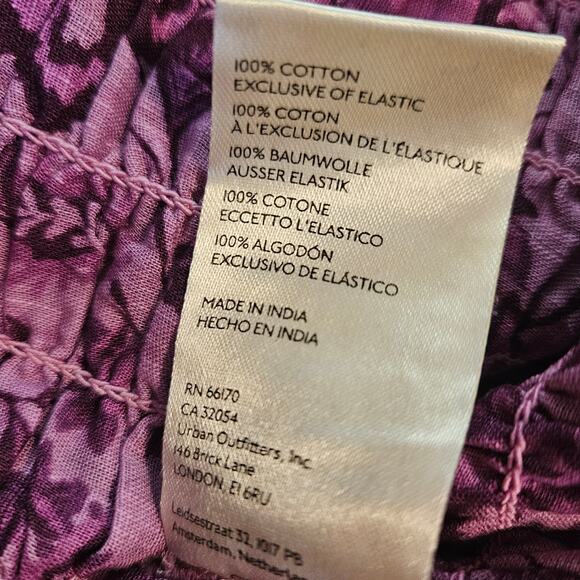 100% COTTON
EXCLUSIVE OF ELASTIC
100% COTON
À L'EXCLUSION DE L'ÉLASTIQUE
100% BAUMWOLLE
AUSSER ELASTIK
100% COTONE
ECCETTO L'ELASTICO
100% ALGODÓN
EXCLUSIVO DE ELÁSTICO
MADE IN INDIA
HECHO EN INDIA
RN 66170
CA 32054
Urban Outfitters, Inc.
146 Brick Lane
LONDON, E1 6RU
Leidsestraat 32, 1017 PB
Amsterdam, Netherlan